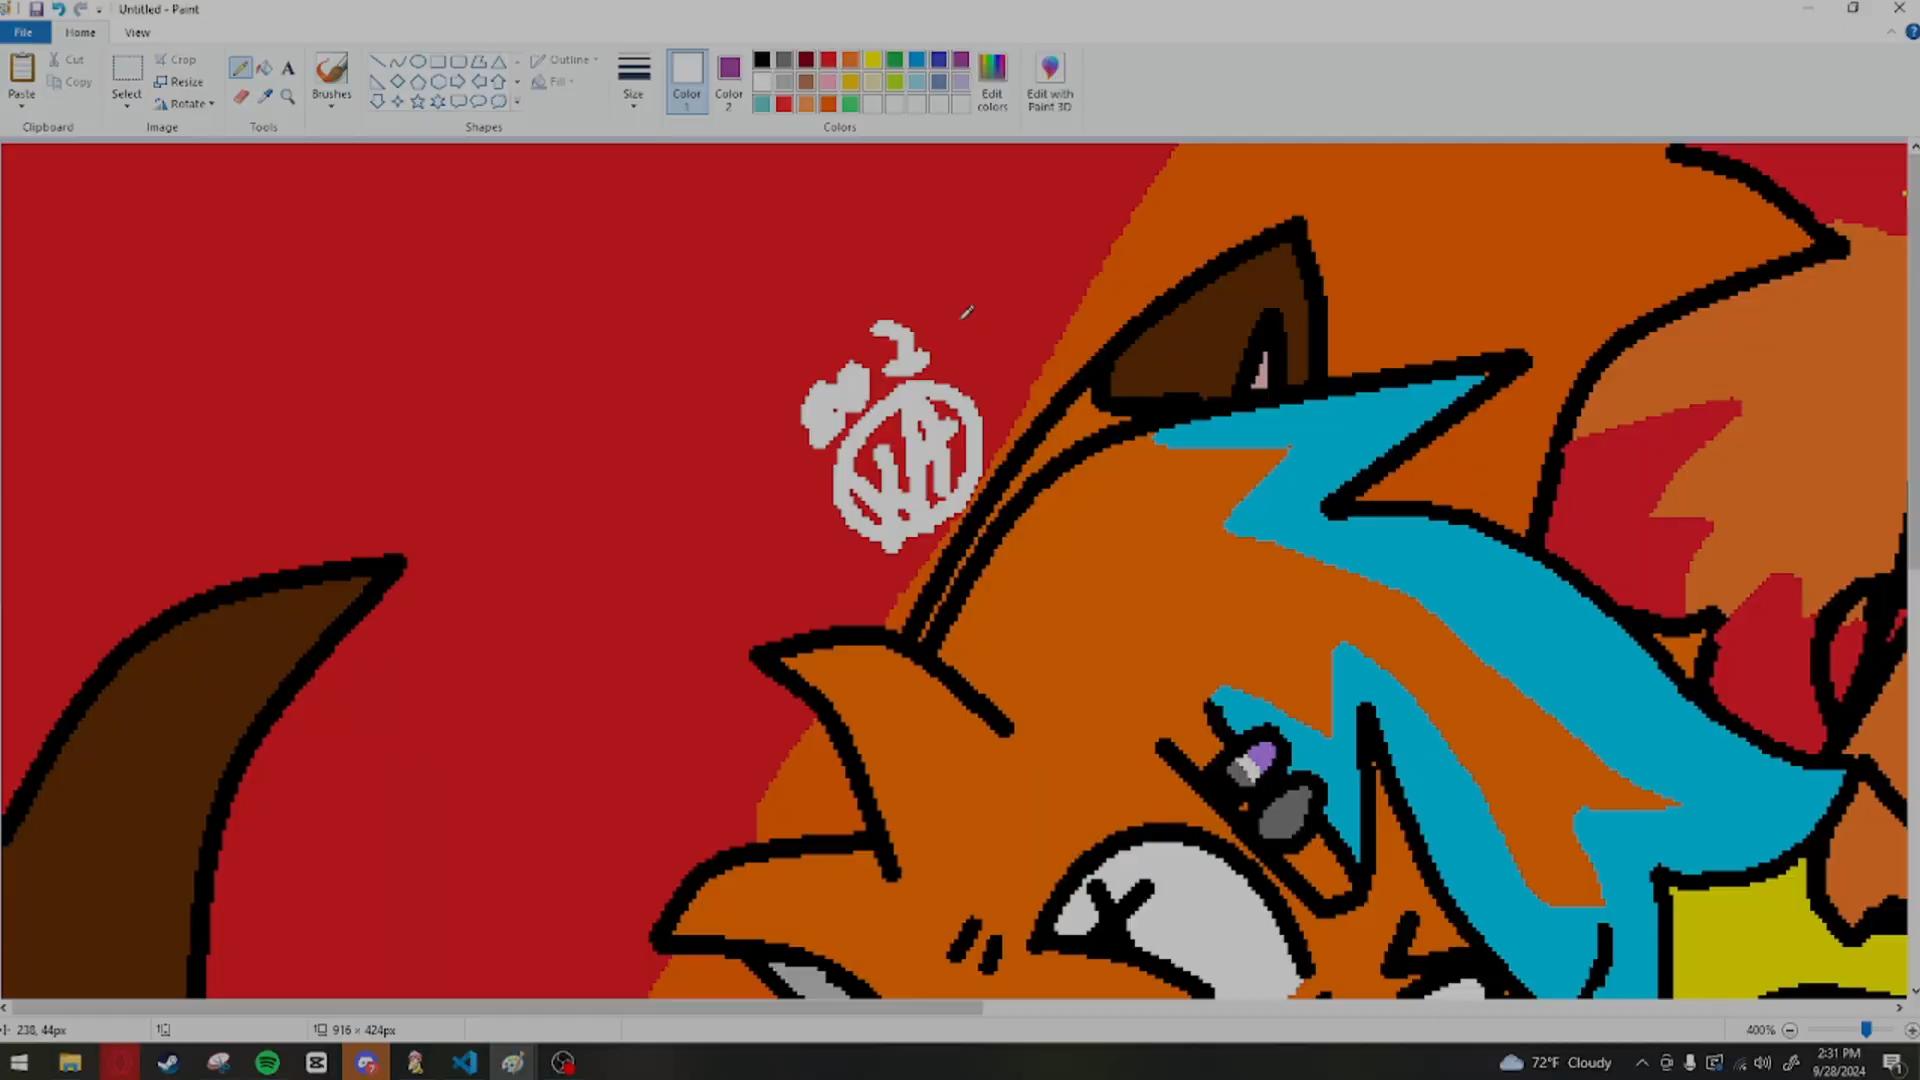 Untitled - Paint
File Home View
Paste
Cut
Copy
Clipboard
Select
Crop
Resize
Rotate
Image
Tools
Brushes
Shapes
Outline
Fill
Size
Color
1
Color
2
Colors
Edit
colors
Edit with
Paint 3D
238, 44px
916 × 424px
400%
72°F Cloudy
2:31 PM
9/28/2024